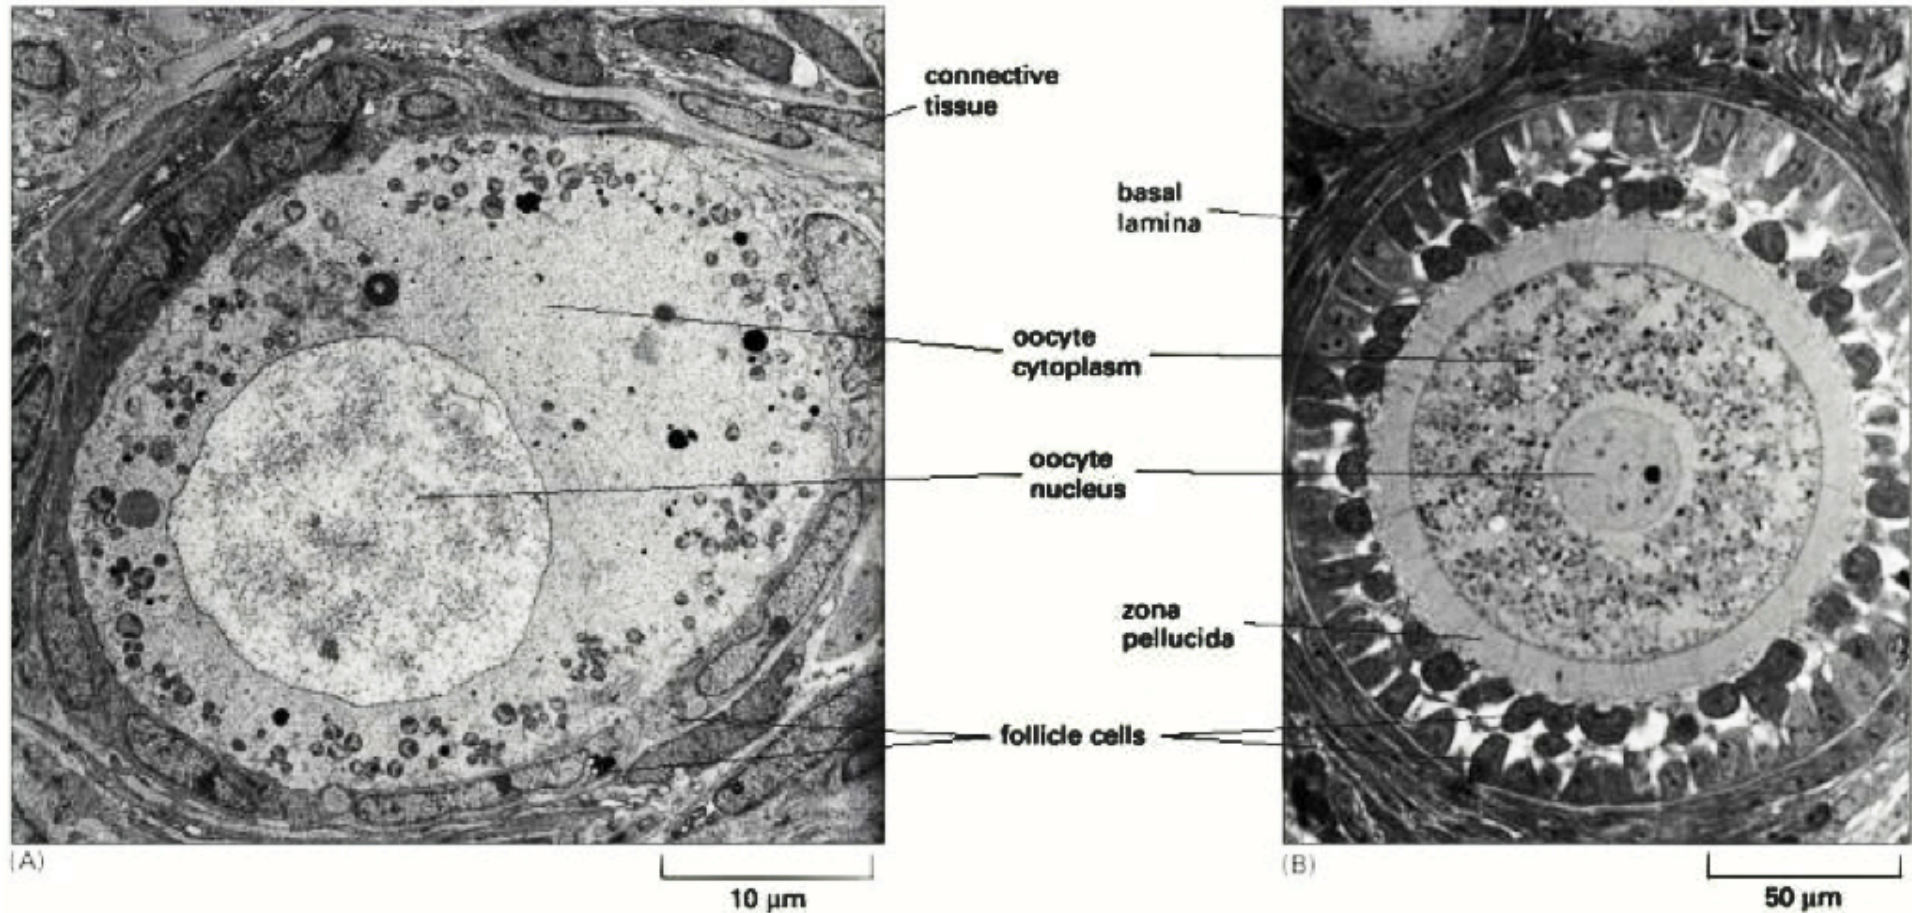 connective
tissue
basal
lamina
oocyte
cytoplasm
oocyte
nucleus
zona
pellucida
follicle cells
(A)
10 µm
(B)
50 µm